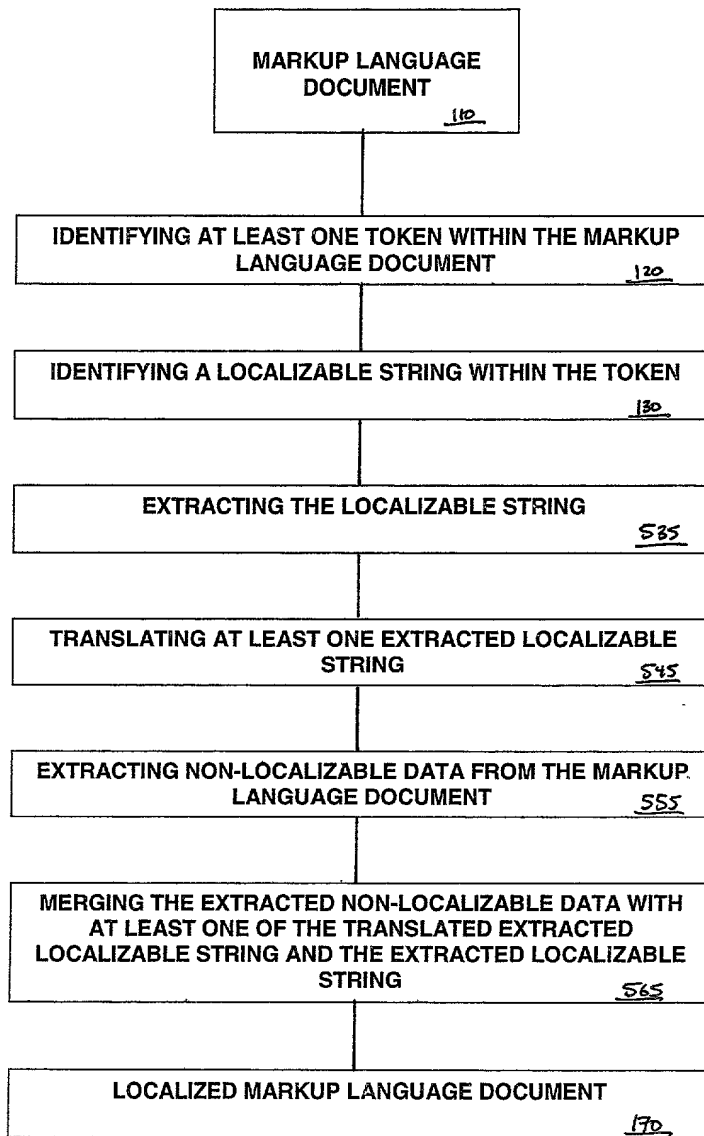 MARKUP LANGUAGE
DOCUMENT
110
IDENTIFYING AT LEAST ONE TOKEN WITHIN THE MARKUP
LANGUAGE DOCUMENT
120
IDENTIFYING A LOCALIZABLE STRING WITHIN THE TOKEN
130
EXTRACTING THE LOCALIZABLE STRING
535
TRANSLATING AT LEAST ONE EXTRACTED LOCALIZABLE
STRING
545
EXTRACTING NON-LOCALIZABLE DATA FROM THE MARKUP
LANGUAGE DOCUMENT
555
MERGING THE EXTRACTED NON-LOCALIZABLE DATA WITH
AT LEAST ONE OF THE TRANSLATED EXTRACTED
LOCALIZABLE STRING AND THE EXTRACTED LOCALIZABLE
STRING
565
LOCALIZED MARKUP LANGUAGE DOCUMENT
170